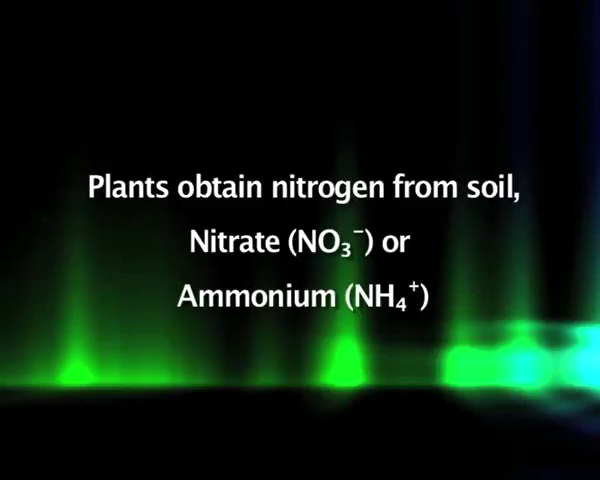 Plants obtain nitrogen from soil,
Nitrate (NO₃⁻) or
Ammonium (NH₄⁺)